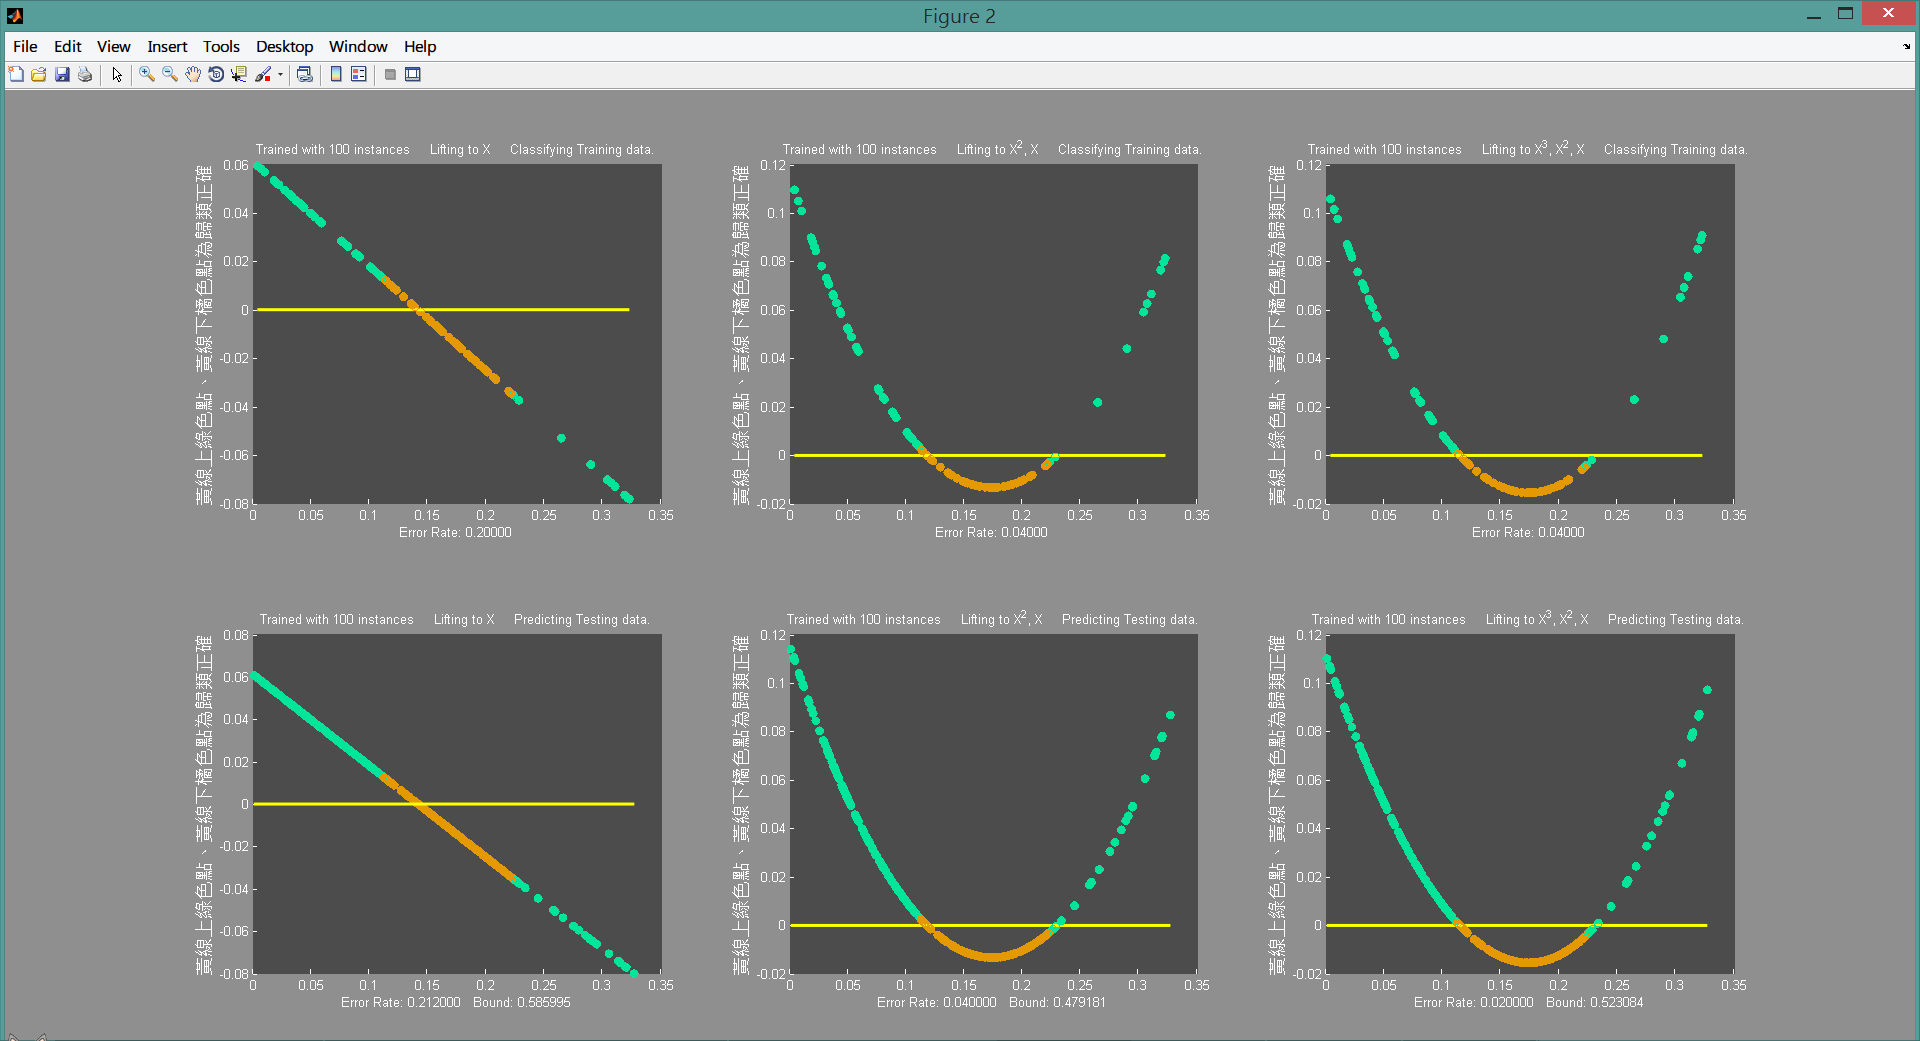 Figure 2
File Edit View Insert Tools Desktop Window Help
Trained with 100 instances Lifting to X Classifying Training data.
黃線上綠色點、黃線下橘色點為歸類正確
0.06
0.04
0.02
0
-0.02
-0.04
-0.06
-0.08
0 0.05 0.1 0.15 0.2 0.25 0.3 0.35
Error Rate: 0.20000
Trained with 100 instances Lifting to X², X Classifying Training data.
黃線上綠色點、黃線下橘色點為歸類正確
0.12
0.1
0.08
0.06
0.04
0.02
0
-0.02
0 0.05 0.1 0.15 0.2 0.25 0.3 0.35
Error Rate: 0.04000
Trained with 100 instances Lifting to X³, X², X Classifying Training data.
黃線上綠色點、黃線下橘色點為歸類正確
0.12
0.1
0.08
0.06
0.04
0.02
0
-0.02
0 0.05 0.1 0.15 0.2 0.25 0.3 0.35
Error Rate: 0.04000
Trained with 100 instances Lifting to X Predicting Testing data.
黃線上綠色點、黃線下橘色點為歸類正確
0.08
0.06
0.04
0.02
0
-0.02
-0.04
-0.06
-0.08
0 0.05 0.1 0.15 0.2 0.25 0.3 0.35
Error Rate: 0.212000 Bound: 0.585995
Trained with 100 instances Lifting to X², X Predicting Testing data.
黃線上綠色點、黃線下橘色點為歸類正確
0.12
0.1
0.08
0.06
0.04
0.02
0
-0.02
0 0.05 0.1 0.15 0.2 0.25 0.3 0.35
Error Rate: 0.040000 Bound: 0.479181
Trained with 100 instances Lifting to X³, X², X Predicting Testing data.
黃線上綠色點、黃線下橘色點為歸類正確
0.12
0.1
0.08
0.06
0.04
0.02
0
-0.02
0 0.05 0.1 0.15 0.2 0.25 0.3 0.35
Error Rate: 0.020000 Bound: 0.523084